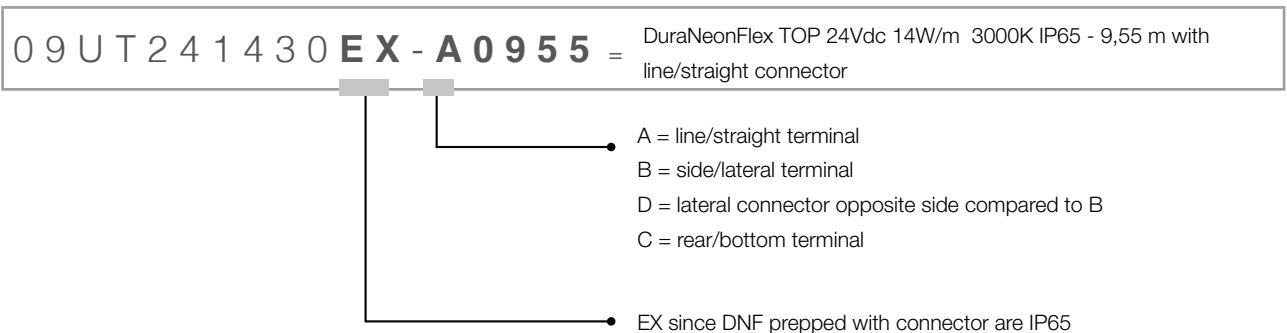 09UT241430EX-A0955 = DuraNeonFlex TOP 24Vdc 14W/m 3000K IP65 - 9,55 m with
line/straight connector
A = line/straight terminal
B = side/lateral terminal
D = lateral connector opposite side compared to B
C = rear/bottom terminal
EX since DNF prepped with connector are IP65